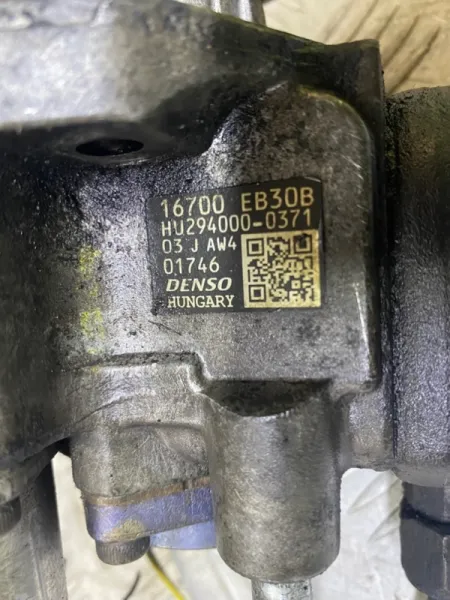 16700 EB30B
HU294000-0371
03 J AW4
01746
DENSO
HUNGARY